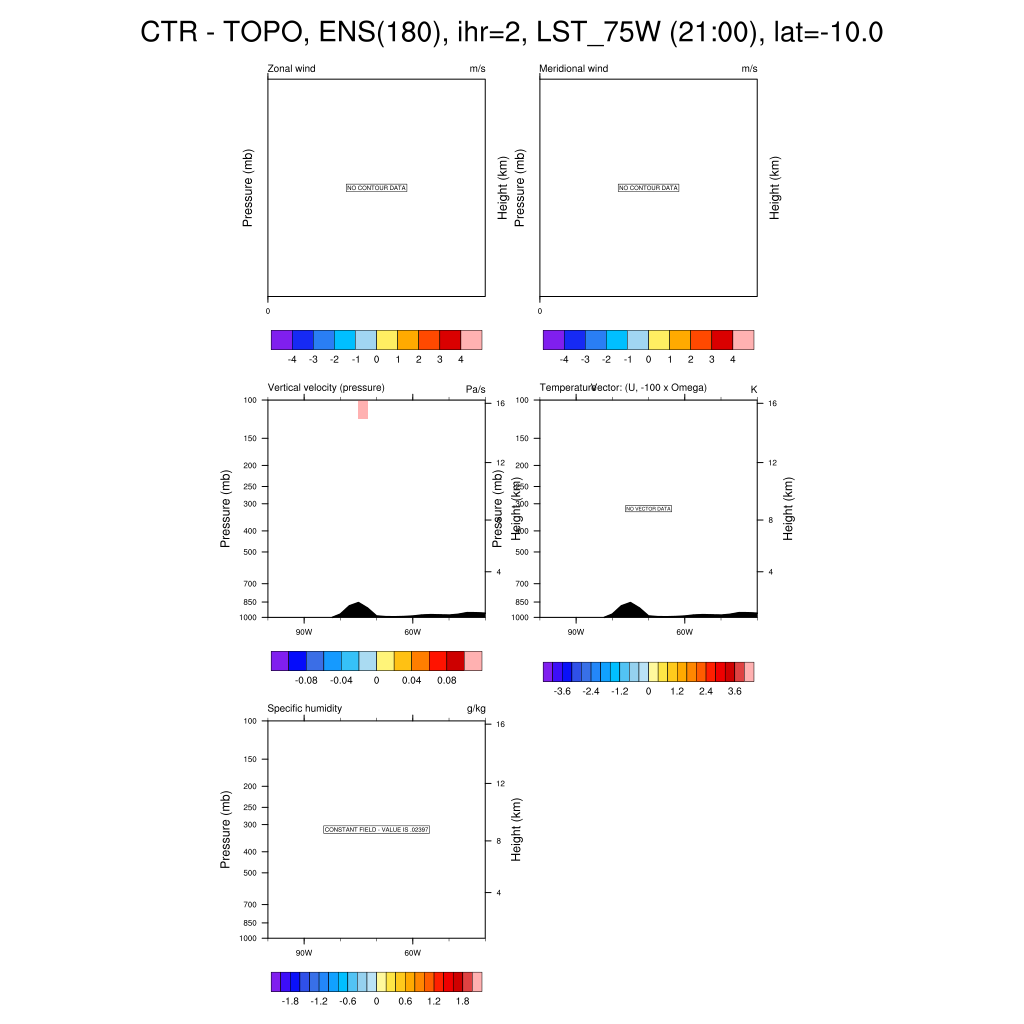 CTR - TOPO, ENS(180), ihr=2, LST_75W (21:00), lat=-10.0
Zonal wind m/s
Pressure (mb)
NO CONTOUR DATA
Height (km)
0
-4 -3 -2 -1 0 1 2 3 4
Meridional wind m/s
Pressure (mb)
NO CONTOUR DATA
Height (km)
0
-4 -3 -2 -1 0 1 2 3 4
Vertical velocity (pressure) Pa/s
Pressure (mb)
100
150
200
250
300
400
500
700
850
1000
16
12
8
4
Height (km)
90W 60W
-0.08 -0.04 0 0.04 0.08
Temperature Vector: (U, -100 x Omega) K
Pressure (mb)
100
150
200
250
300
400
500
700
850
1000
NO VECTOR DATA
16
12
8
4
Height (km)
90W 60W
-3.6 -2.4 -1.2 0 1.2 2.4 3.6
Specific humidity g/kg
Pressure (mb)
100
150
200
250
300
400
500
700
850
1000
CONSTANT FIELD - VALUE IS .02397
16
12
8
4
Height (km)
90W 60W
-1.8 -1.2 -0.6 0 0.6 1.2 1.8